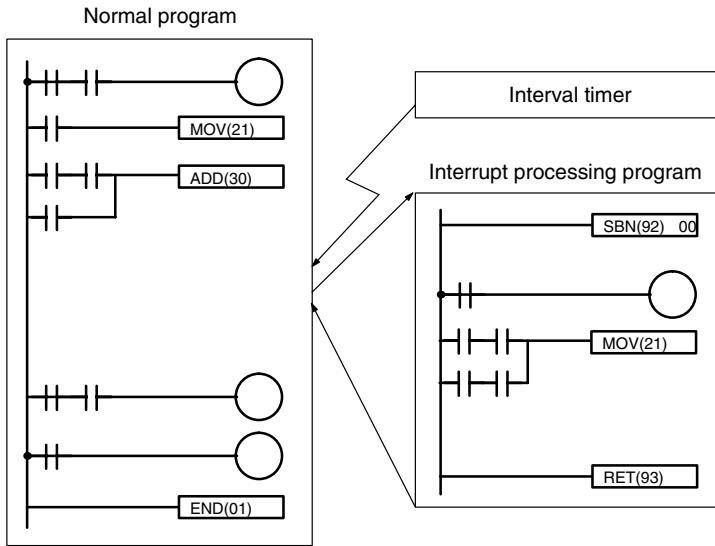 Normal program
MOV(21)
ADD(30)
END(01)
Interval timer
Interrupt processing program
SBN(92) 00
MOV(21)
RET(93)